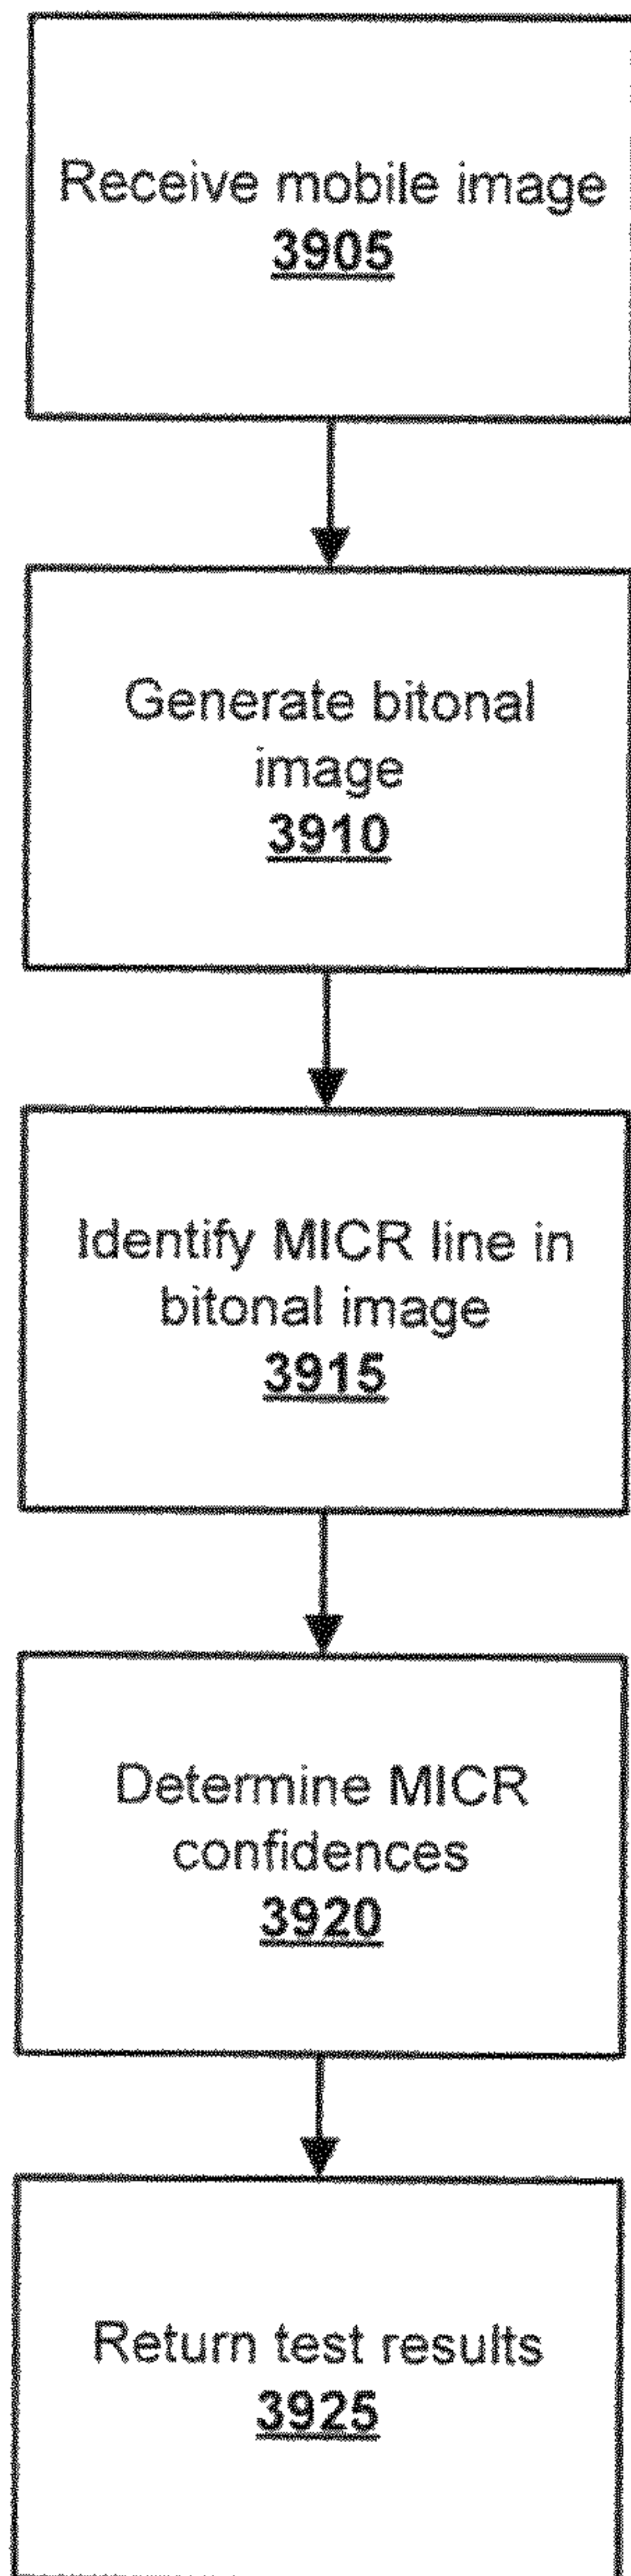 Receive mobile image
3905
Generate bitonal
image
3910
Identify MICR line in
bitonal image
3915
Determine MICR
confidences
3920
Return test results
3925